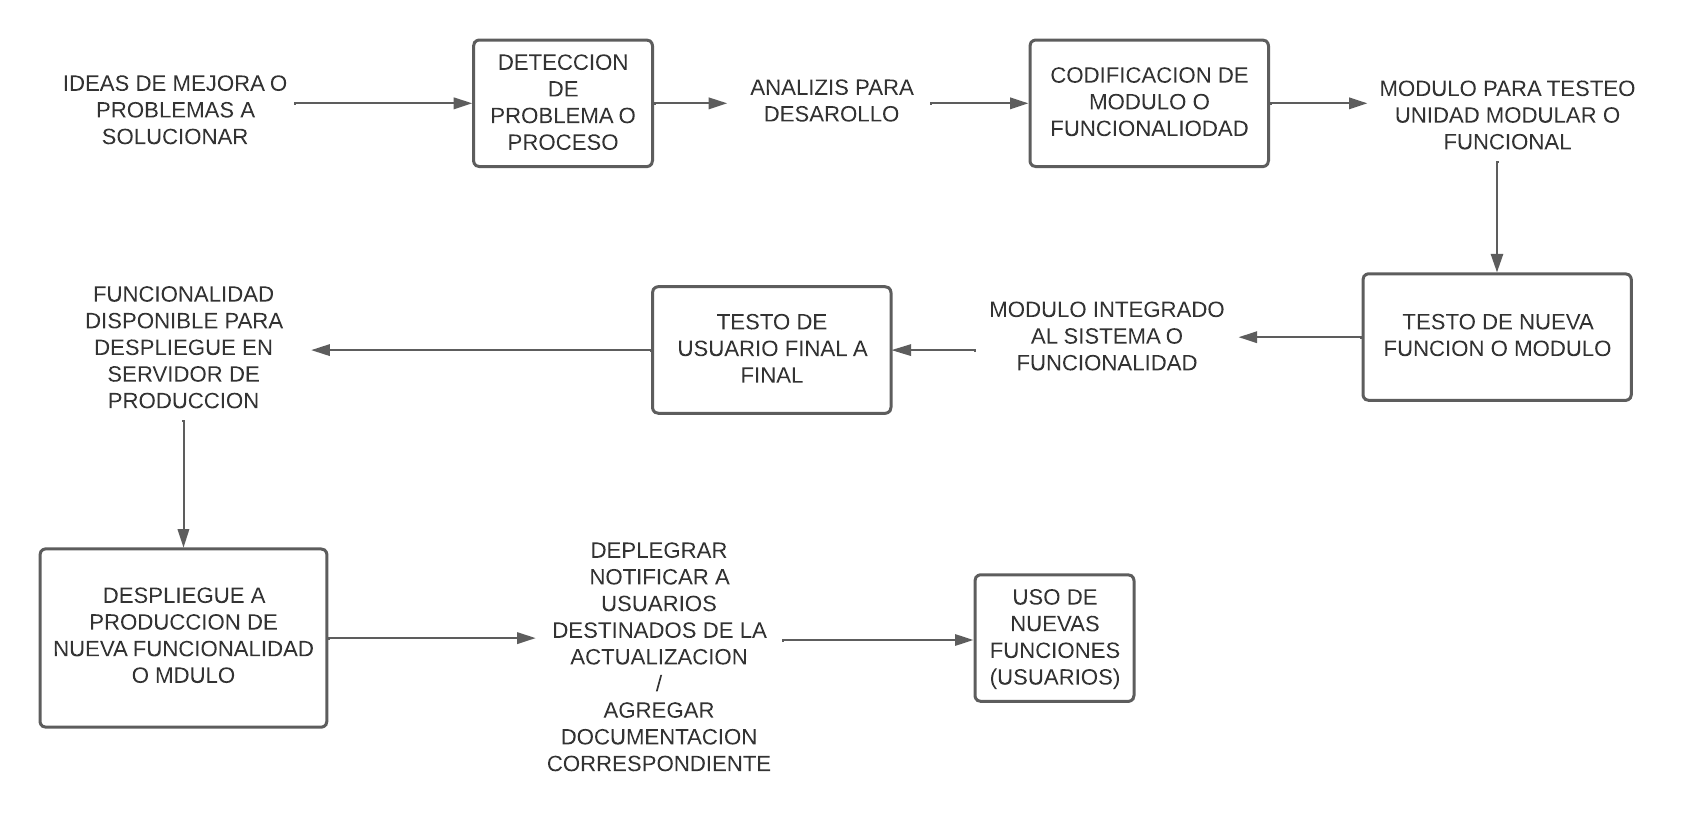 IDEAS DE MEJORA O
PROBLEMAS A
SOLUCIONAR
DETECCION
DE
PROBLEMA O
PROCESO
ANALIZIS PARA
DESAROLLO
CODIFICACION DE
MODULO O
FUNCIONALIODAD
MODULO PARA TESTEO
UNIDAD MODULAR O
FUNCIONAL
TESTO DE NUEVA
FUNCION O MODULO
MODULO INTEGRADO
AL SISTEMA O
FUNCIONALIDAD
TESTO DE
USUARIO FINAL A
FINAL
FUNCIONALIDAD
DISPONIBLE PARA
DESPLIEGUE EN
SERVIDOR DE
PRODUCCION
DESPLIEGUE A
PRODUCCION DE
NUEVA FUNCIONALIDAD
O MDULO
DEPLEGRAR
NOTIFICAR A
USUARIOS
DESTINADOS DE LA
ACTUALIZACION
/
AGREGAR
DOCUMENTACION
CORRESPONDIENTE
USO DE
NUEVAS
FUNCIONES
(USUARIOS)